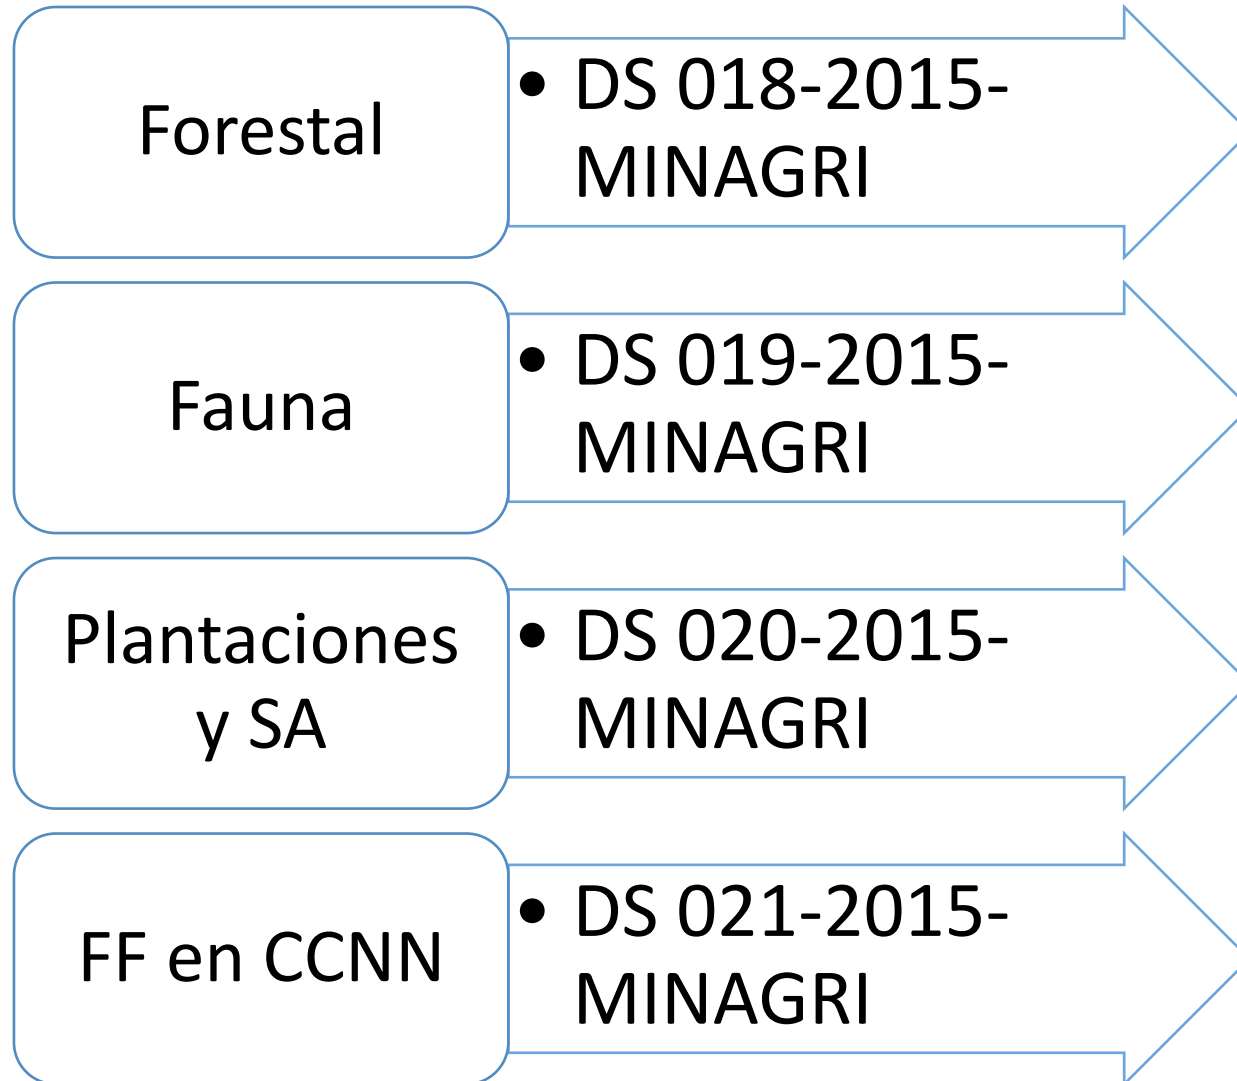 Forestal
• DS 018-2015-
MINAGRI
Fauna
• DS 019-2015-
MINAGRI
Plantaciones
y SA
• DS 020-2015-
MINAGRI
FF en CCNN
• DS 021-2015-
MINAGRI